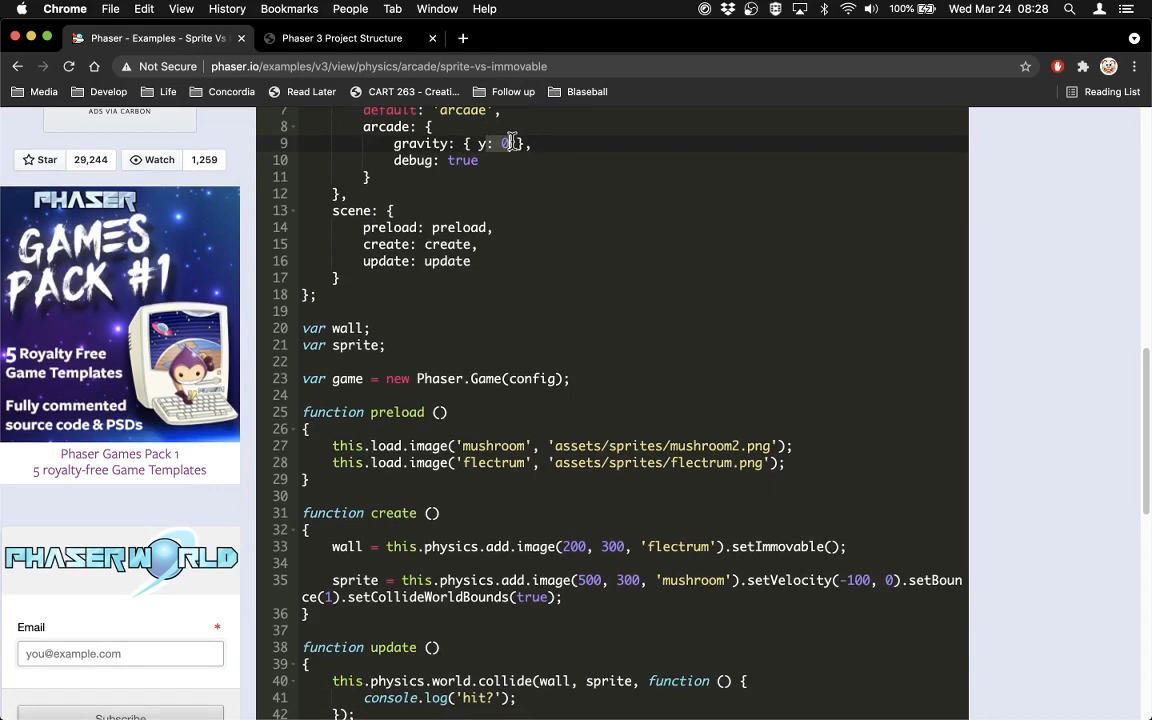 Chrome File Edit View History Bookmarks People Tab Window Help 100% Wed Mar 24 08:28
Phaser - Examples - Sprite Vs Phaser 3 Project Structure
Not Secure phaser.io/examples/v3/view/physics/arcade/sprite-vs-immovable
Media Develop Life Concordia Read Later CART 263 - Creati... Follow up Blaseball Reading List
ADS VIA CARBON
Star 29,244 Watch 1,259
PHASER
GAMES
PACK #1
5 Royalty Free
Game Templates
Fully commented
source code & PSDs
Phaser Games Pack 1
5 royalty-free Game Templates
PHASER WORLD
Email *
you@example.com
Subscribe
7 default: 'arcade',
8 arcade: {
9 gravity: { y: 0 },
10 debug: true
11 }
12 },
13 scene: {
14 preload: preload,
15 create: create,
16 update: update
17 }
18 };
19
20 var wall;
21 var sprite;
22
23 var game = new Phaser.Game(config);
24
25 function preload ()
26 {
27 this.load.image('mushroom', 'assets/sprites/mushroom2.png');
28 this.load.image('flectrum', 'assets/sprites/flectrum.png');
29 }
30
31 function create ()
32 {
33 wall = this.physics.add.image(200, 300, 'flectrum').setImmovable();
34
35 sprite = this.physics.add.image(500, 300, 'mushroom').setVelocity(-100, 0).setBoun
ce(1).setCollideWorldBounds(true);
36 }
37
38 function update ()
39 {
40 this.physics.world.collide(wall, sprite, function () {
41 console.log('hit?');
42 });